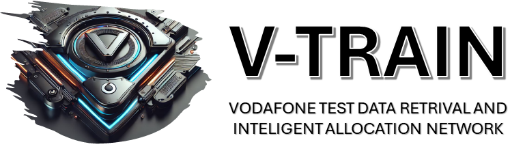 V-TRAIN
VODAFONE TEST DATA RETRIVAL AND
INTELIGENT ALLOCATION NETWORK